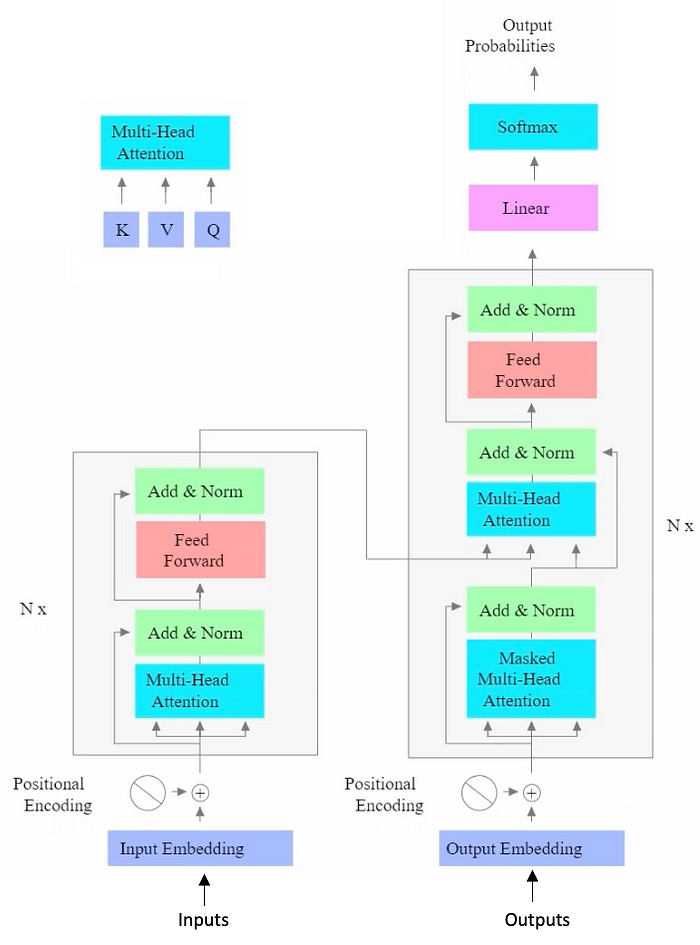 Output
Probabilities
Softmax
Linear
Multi-Head
Attention
K V Q
Add & Norm
Feed
Forward
Add & Norm
Multi-Head
Attention
Add & Norm
Masked
Multi-Head
Attention
N x
Add & Norm
Feed
Forward
Add & Norm
Multi-Head
Attention
N x
Positional
Encoding
+
Input Embedding
Inputs
Positional
Encoding
+
Output Embedding
Outputs